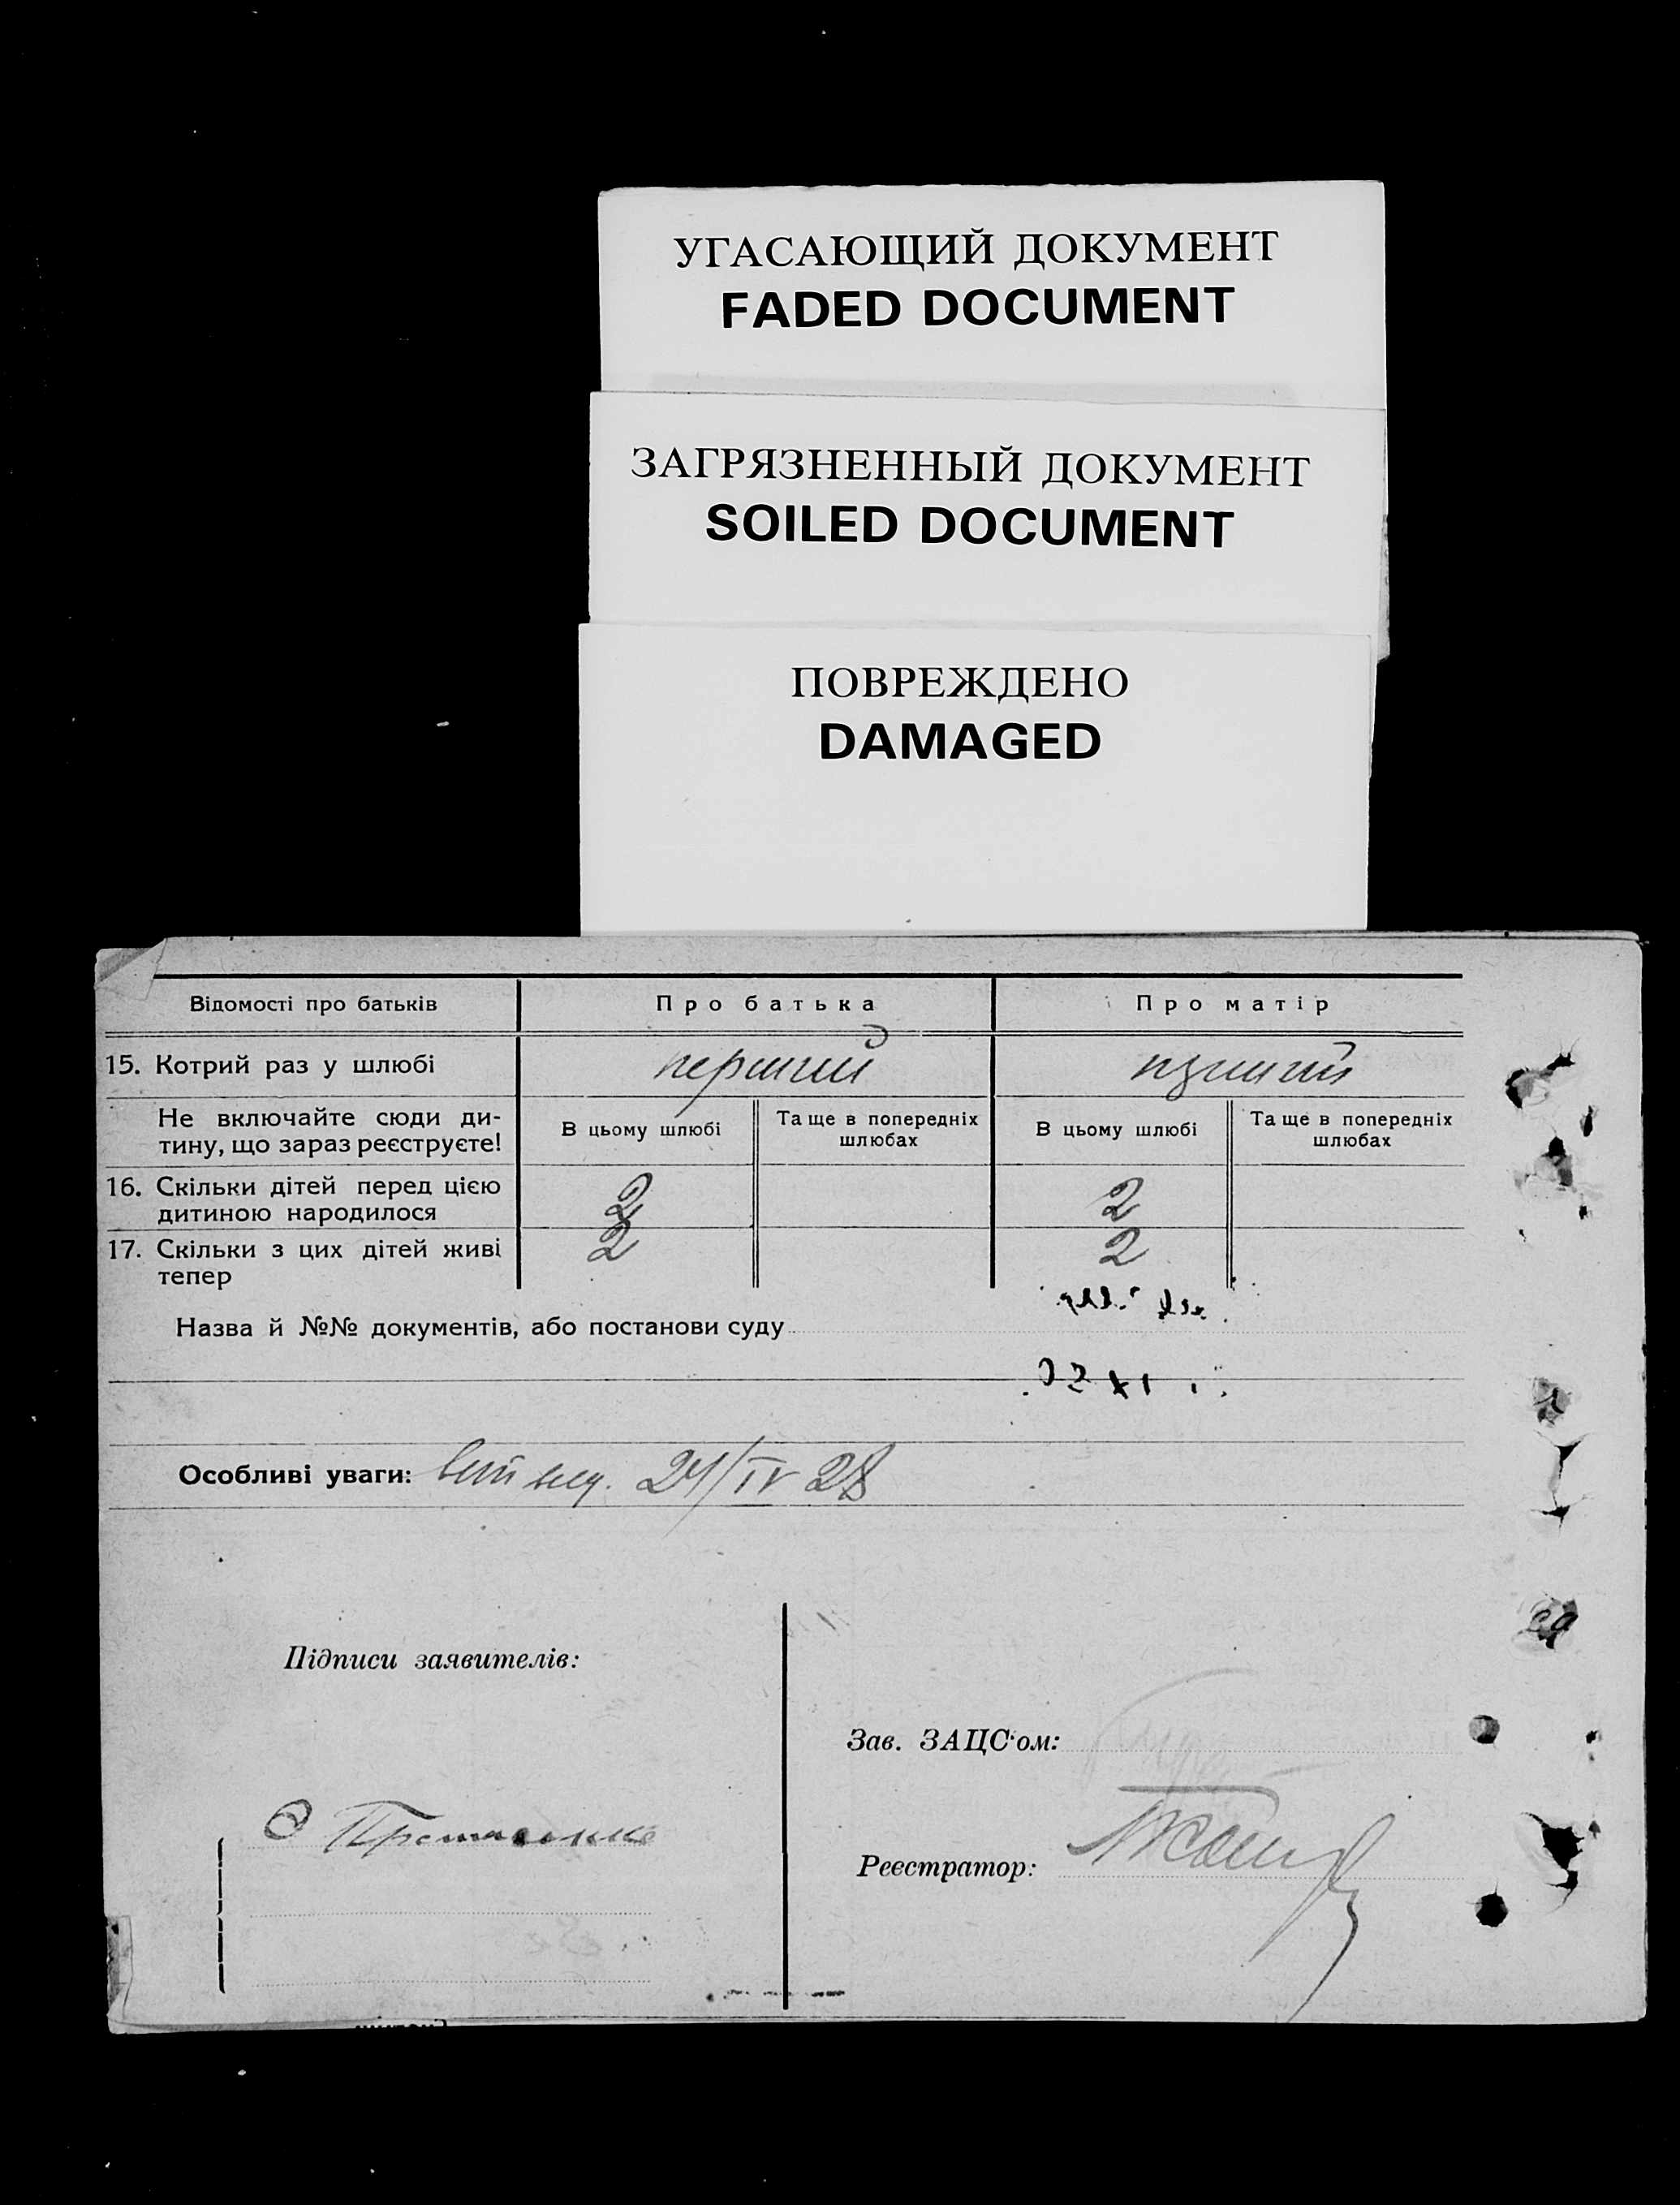 УГАСАЮЩИЙ ДОКУМЕНТ
FADED DOCUMENT
ЗАГРЯЗНЕННЫЙ ДОКУМЕНТ
SOILED DOCUMENT
ПОВРЕЖДЕНО
DAMAGED
Відомості про батьків Про батька Про матір
15. Котрий раз у шлюбі перший
Не включайте сюди ди-
тину, що зараз реєструєте!
В цьому шлюбі
Та ще в попередніх
шлюбах
В цьому шлюбі
Та ще в попередніх
шлюбах
16. Скільки дітей перед цією
дитиною народилося
2 2
17. Скільки з цих дітей живі
тепер
2 2
Назва й №№ документів, або постанови суду
Особливі уваги: 24/IV 28
Підписи заявителів:
Зав. ЗАЦС'ом:
Реєстратор: